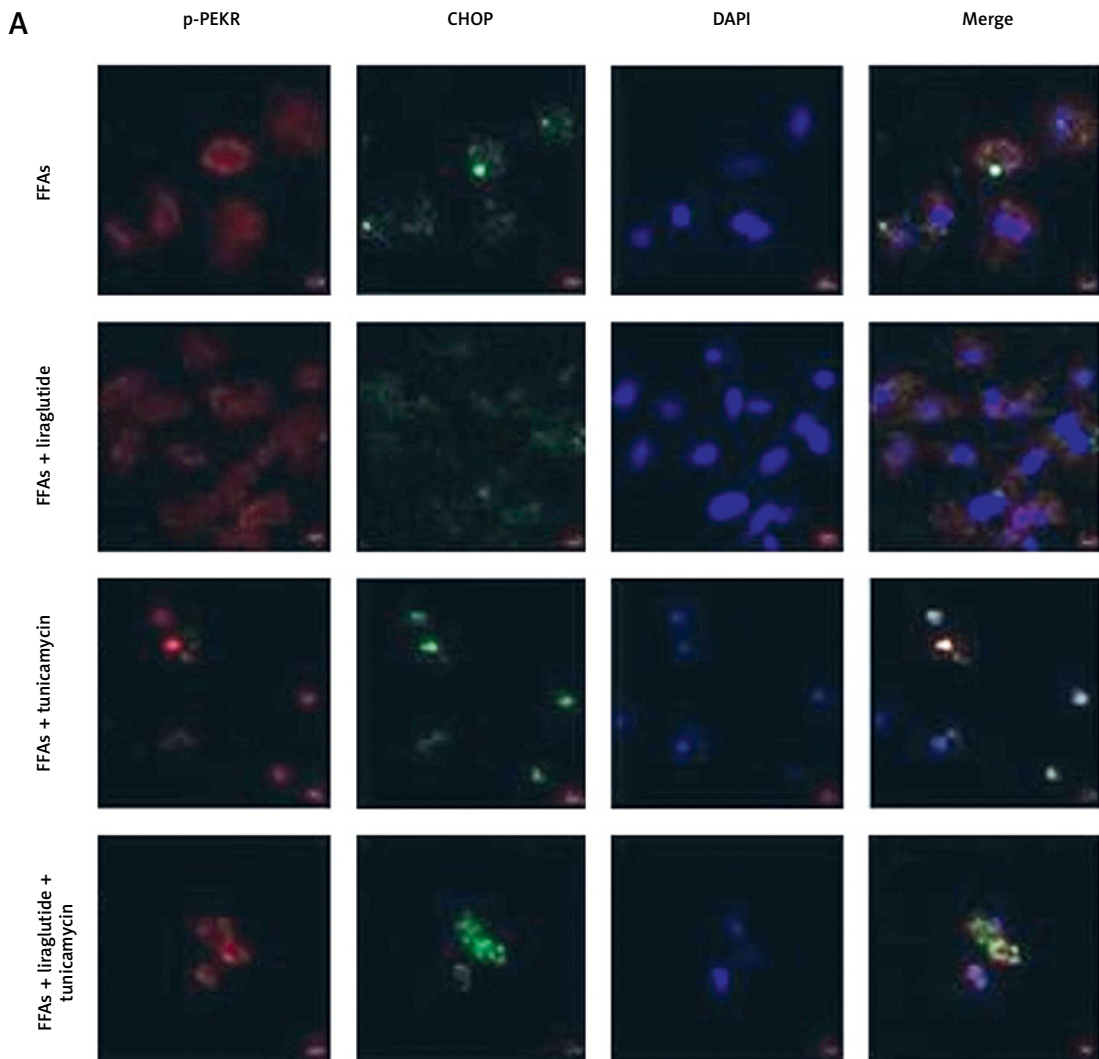 A
p-PEKR
CHOP
DAPI
Merge
FFAs
FFAs + liraglutide
FFAs + tunicamycin
FFAs + liraglutide +
tunicamycin